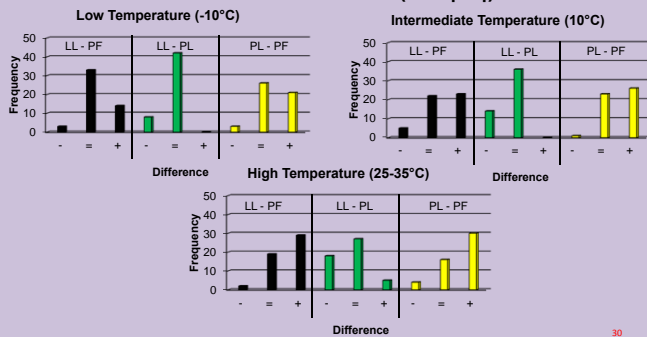 Low Temperature (-10°C)
50
40
30
20
10
0
Frequency
LL - PF
LL - PL
PL - PF
- = + - = + - = +
Difference
Intermediate Temperature (10°C)
50
40
30
20
10
0
Frequency
LL - PF
LL - PL
PL - PF
- = + - = + - = +
Difference
High Temperature (25-35°C)
50
40
30
20
10
0
Frequency
LL - PF
LL - PL
PL - PF
- = + - = + - = +
Difference
30